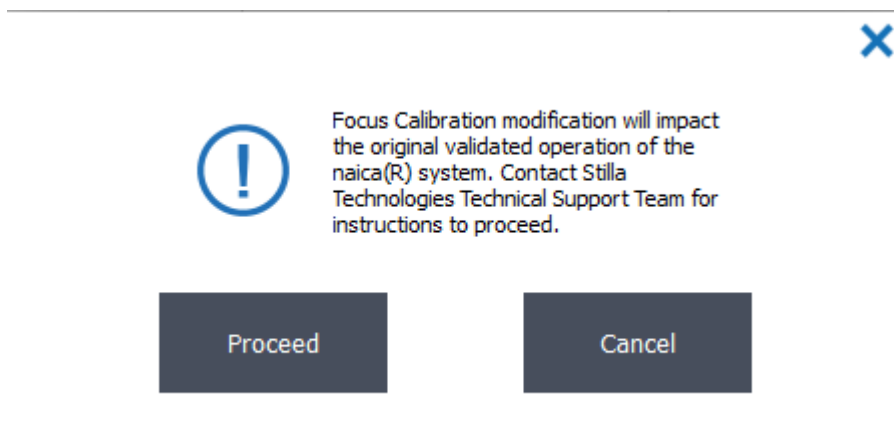 Focus Calibration modification will impact
the original validated operation of the
naica(R) system. Contact Stilla
Technologies Technical Support Team for
instructions to proceed.
Proceed
Cancel